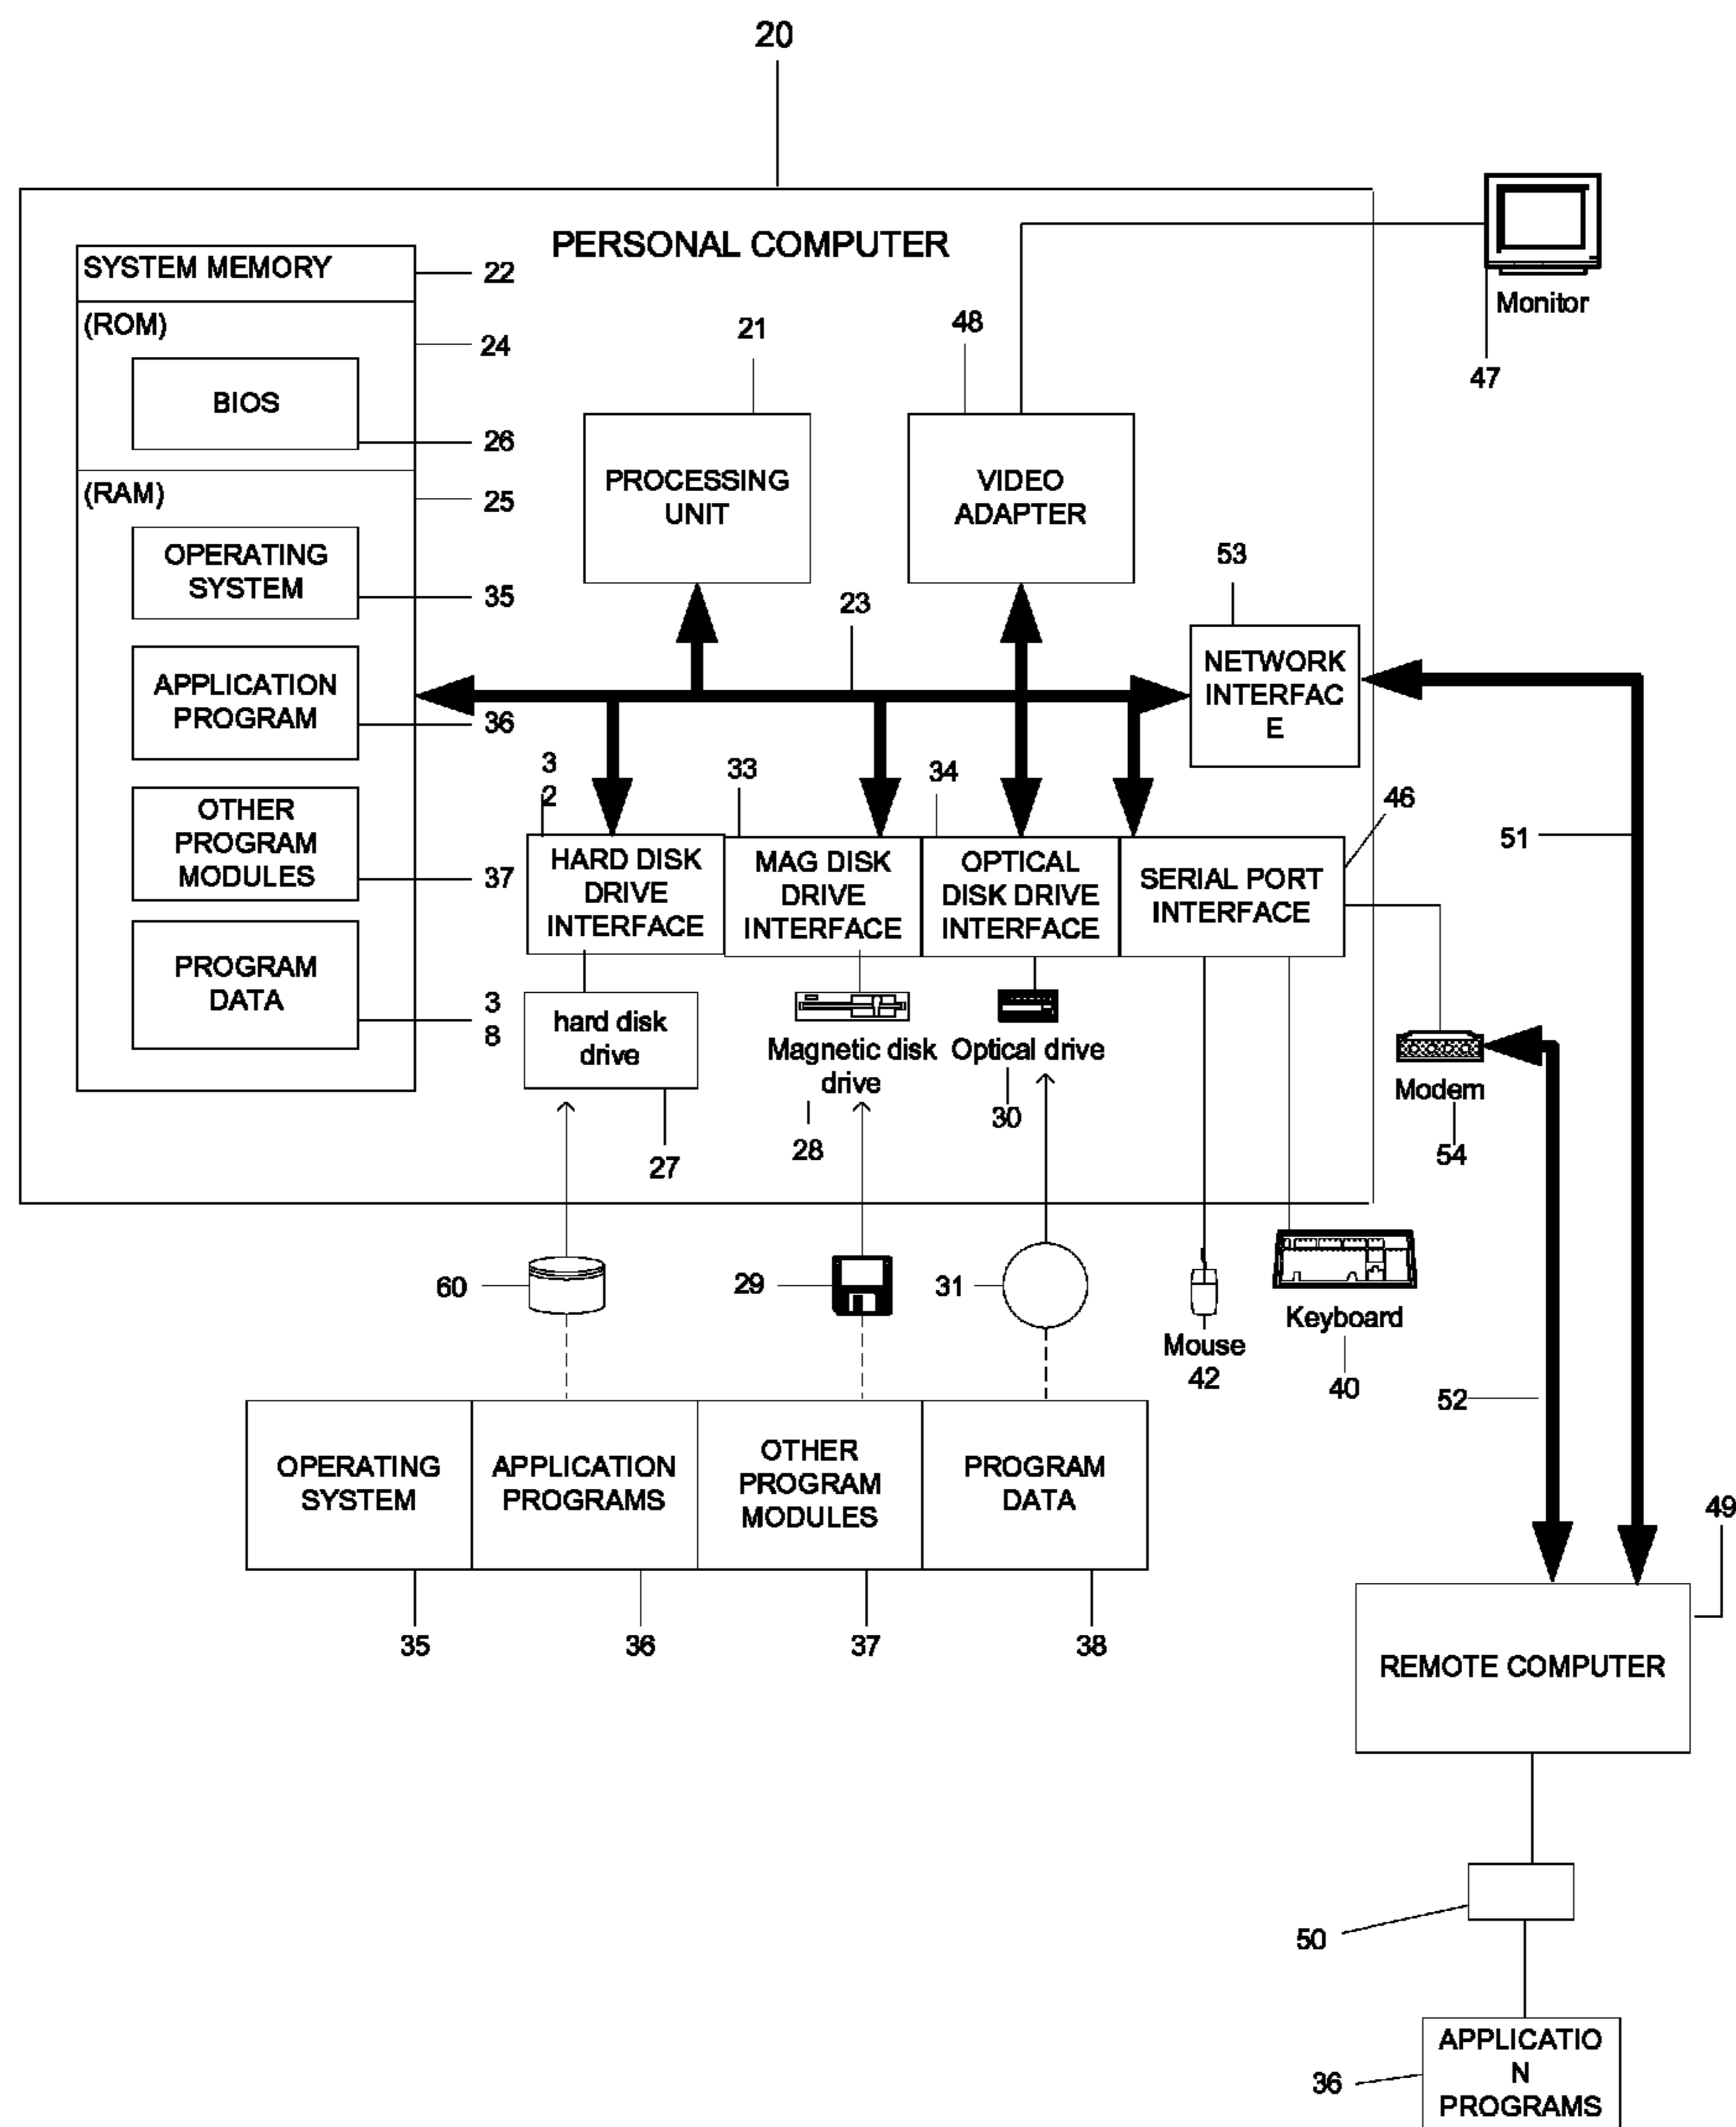 20
PERSONAL COMPUTER
SYSTEM MEMORY
22
(ROM)
24
BIOS
26
(RAM)
25
OPERATING
SYSTEM
35
APPLICATION
PROGRAM
36
OTHER
PROGRAM
MODULES
37
PROGRAM
DATA
3
8
21
PROCESSING
UNIT
48
VIDEO
ADAPTER
Monitor
47
23
53
NETWORK
INTERFAC
E
3
2
HARD DISK
DRIVE
INTERFACE
33
MAG DISK
DRIVE
INTERFACE
34
OPTICAL
DISK DRIVE
INTERFACE
46
SERIAL PORT
INTERFACE
51
hard disk
drive
27
Magnetic disk
drive
28
Optical drive
30
Modem
54
60
29
31
Mouse
42
Keyboard
40
52
OPERATING
SYSTEM
APPLICATION
PROGRAMS
OTHER
PROGRAM
MODULES
PROGRAM
DATA
35
36
37
38
49
REMOTE COMPUTER
50
36
APPLICATIO
N
PROGRAMS